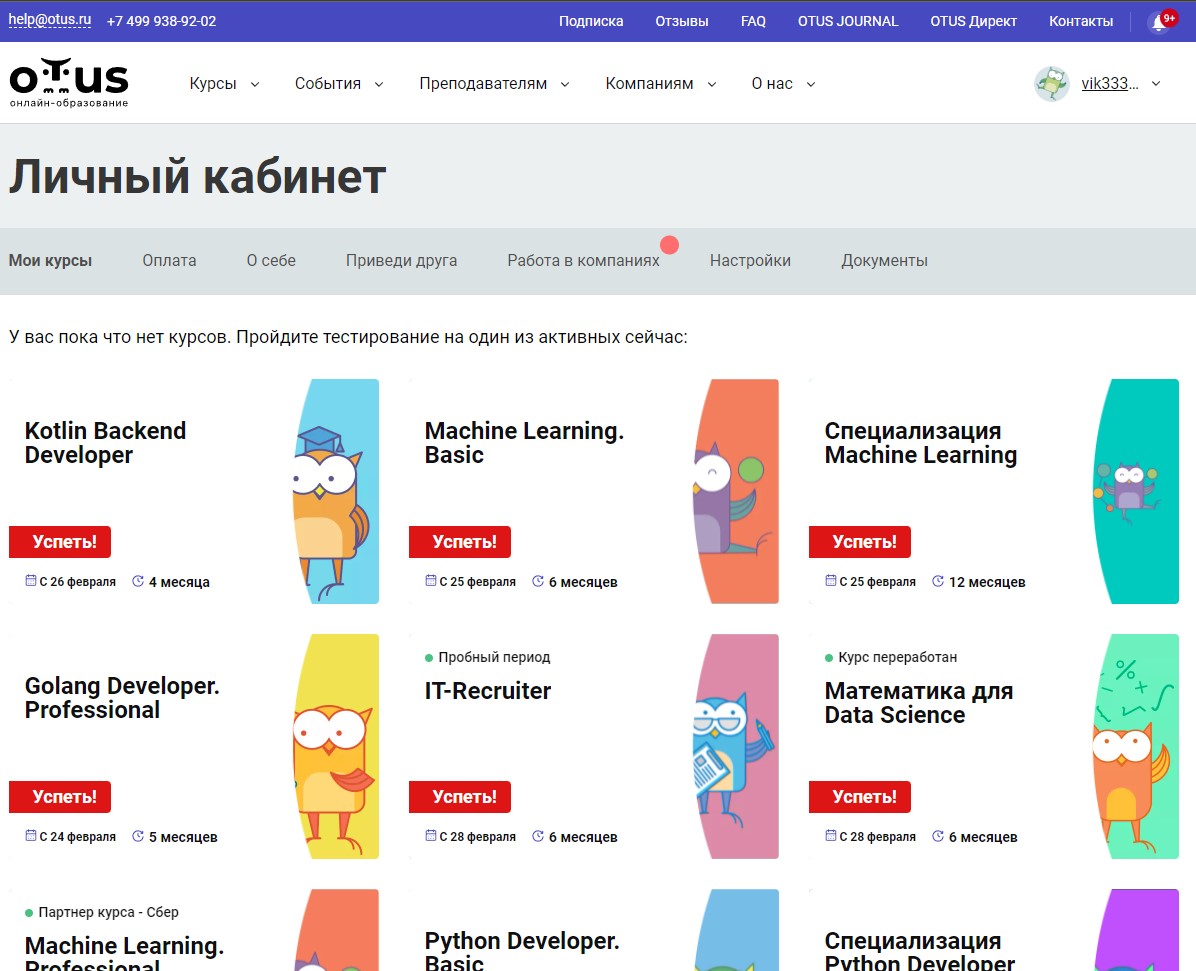 help@otus.ru +7 499 938-92-02 Подписка Отзывы FAQ OTUS JOURNAL OTUS Директ Контакты 9+
oTus
онлайн-образование
Курсы События Преподавателям Компаниям О нас vik333...
Личный кабинет
Мои курсы Оплата О себе Приведи друга Работа в компаниях Настройки Документы
У вас пока что нет курсов. Пройдите тестирование на один из активных сейчас:
Kotlin Backend
Developer
Успеть!
С 26 февраля 4 месяца
Machine Learning.
Basic
Успеть!
С 25 февраля 6 месяцев
Специализация
Machine Learning
Успеть!
С 25 февраля 12 месяцев
Golang Developer.
Professional
Успеть!
С 24 февраля 5 месяцев
Пробный период
IT-Recruiter
Успеть!
С 28 февраля 6 месяцев
Курс переработан
Математика для
Data Science
%
Успеть!
С 28 февраля 6 месяцев
Партнер курса - Сбер
Machine Learning.
Professional
Python Developer.
Basic
Специализация
Python Developer